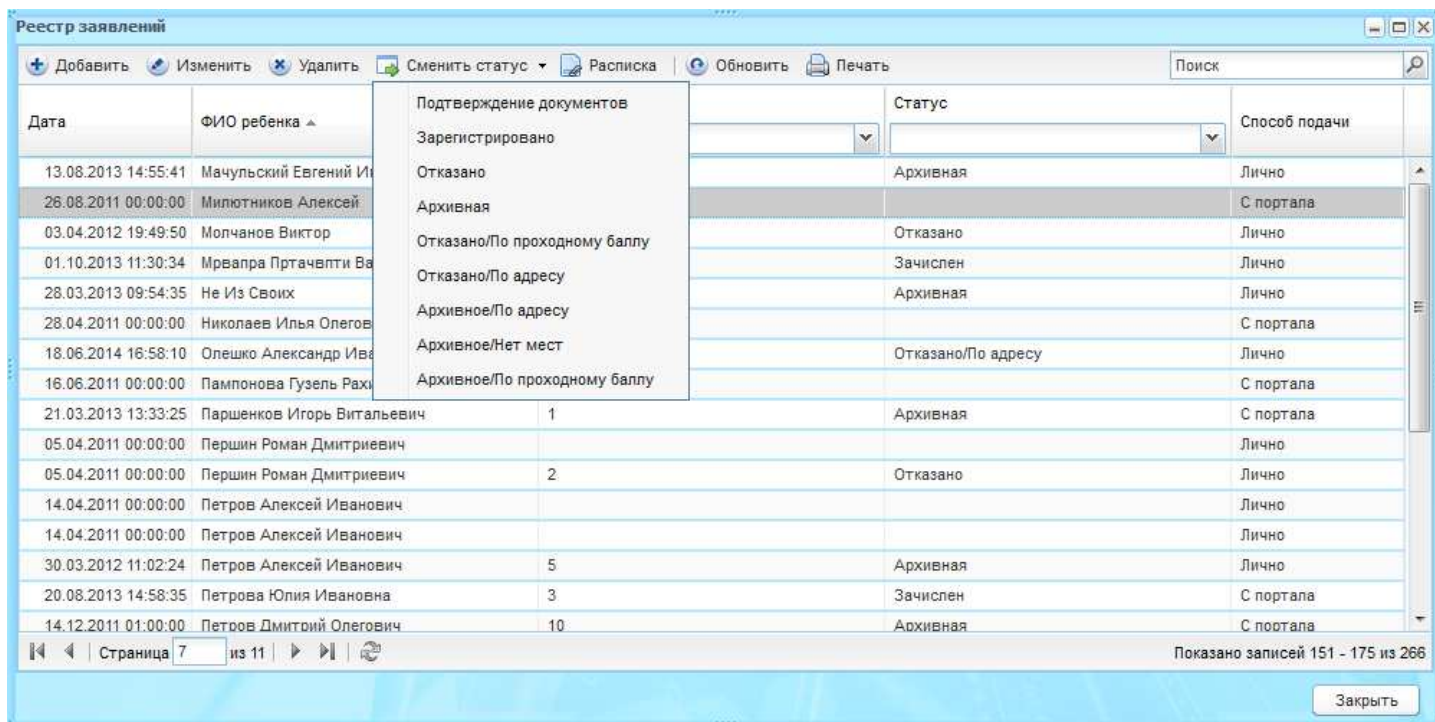 Реестр заявлений
Добавить Изменить Удалить Сменить статус Расписка Обновить Печать Поиск
Дата ФИО ребенка Статус Способ подачи
Подтверждение документов
Зарегистрировано
Отказано
Архивная
Отказано/По проходному баллу
Отказано/По адресу
Архивное/По адресу
Архивное/Нет мест
Архивное/По проходному баллу
13.08.2013 14:55:41 Мачульский Евгений Архивная Лично
26.08.2011 00:00:00 Милютников Алексей С портала
03.04.2012 19:49:50 Молчанов Виктор Отказано Лично
01.10.2013 11:30:34 Мрвапра Пртачвпти Ва Зачислен Лично
28.03.2013 09:54:35 Не Из Своих Архивная Лично
28.04.2011 00:00:00 Николаев Илья Олегов С портала
18.06.2014 16:58:10 Олешко Александр Ива Отказано/По адресу Лично
16.06.2011 00:00:00 Пампонова Гузель Рахи С портала
21.03.2013 13:33:25 Паршенков Игорь Витальевич 1 Архивная С портала
05.04.2011 00:00:00 Першин Роман Дмитриевич Лично
05.04.2011 00:00:00 Першин Роман Дмитриевич 2 Отказано Лично
14.04.2011 00:00:00 Петров Алексей Иванович Лично
14.04.2011 00:00:00 Петров Алексей Иванович Лично
30.03.2012 11:02:24 Петров Алексей Иванович 5 Архивная Лично
20.08.2013 14:58:35 Петрова Юлия Ивановна 3 Зачислен С портала
14.12.2011 01:00:00 Петров Дмитрий Олегович 10 Архивная С портала
Страница 7 из 11 Показано записей 151 - 175 из 266
Закрыть